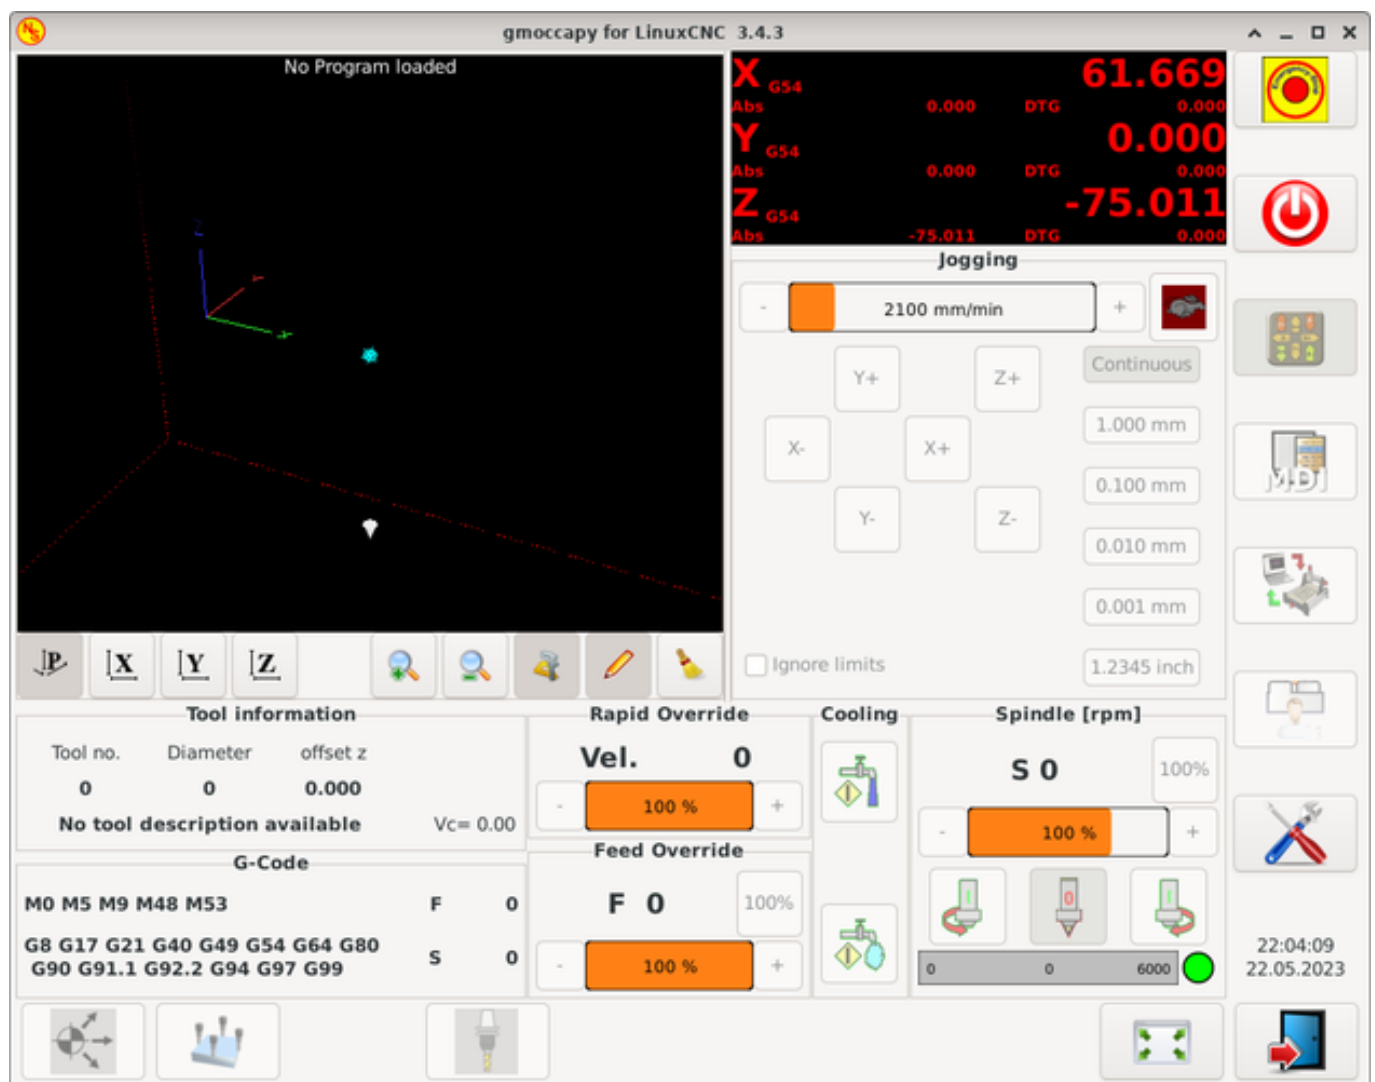 gmoccapy for LinuxCNC 3.4.3
No Program loaded
X G54 61.669
Abs 0.000 DTG 0.000
Y G54 0.000
Abs 0.000 DTG 0.000
Z G54 -75.011
Abs -75.011 DTG 0.000
Jogging
- 2100 mm/min +
Y+ Z+ Continuous
1.000 mm
X- X+
0.100 mm
Y- Z-
0.010 mm
0.001 mm
Ignore limits 1.2345 inch
MDI
P X Y Z
Tool information
Tool no. Diameter offset z
0 0 0.000
No tool description available Vc= 0.00
G-Code
M0 M5 M9 M48 M53 F 0
G8 G17 G21 G40 G49 G54 G64 G80
G90 G91.1 G92.2 G94 G97 G99 S 0
Rapid Override
Vel. 0
- 100 % +
Feed Override
F 0 100%
- 100 % +
Cooling
Spindle [rpm]
S 0 100%
- 100 % +
1 0 1
0 0 6000
22:04:09
22.05.2023